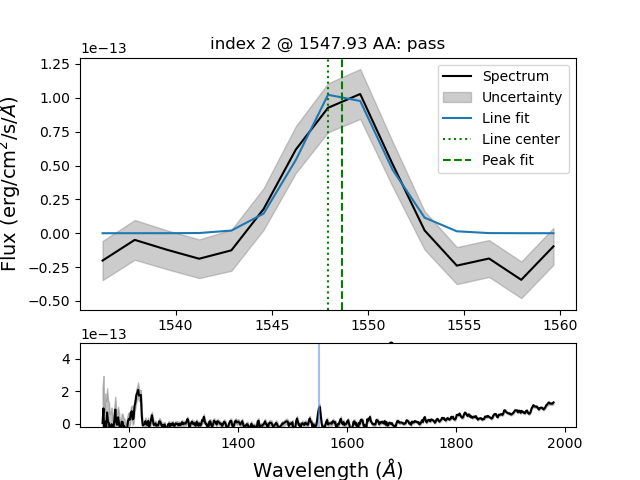 index 2 @ 1547.93 AA: pass
1e−13
Flux (erg/cm²/s/Å)
1.25
1.00
0.75
0.50
0.25
0.00
−0.25
−0.50
Spectrum
Uncertainty
Line fit
Line center
Peak fit
1540 1545 1550 1555 1560
1e−13
4
2
0
1200 1400 1600 1800 2000
Wavelength (Å)